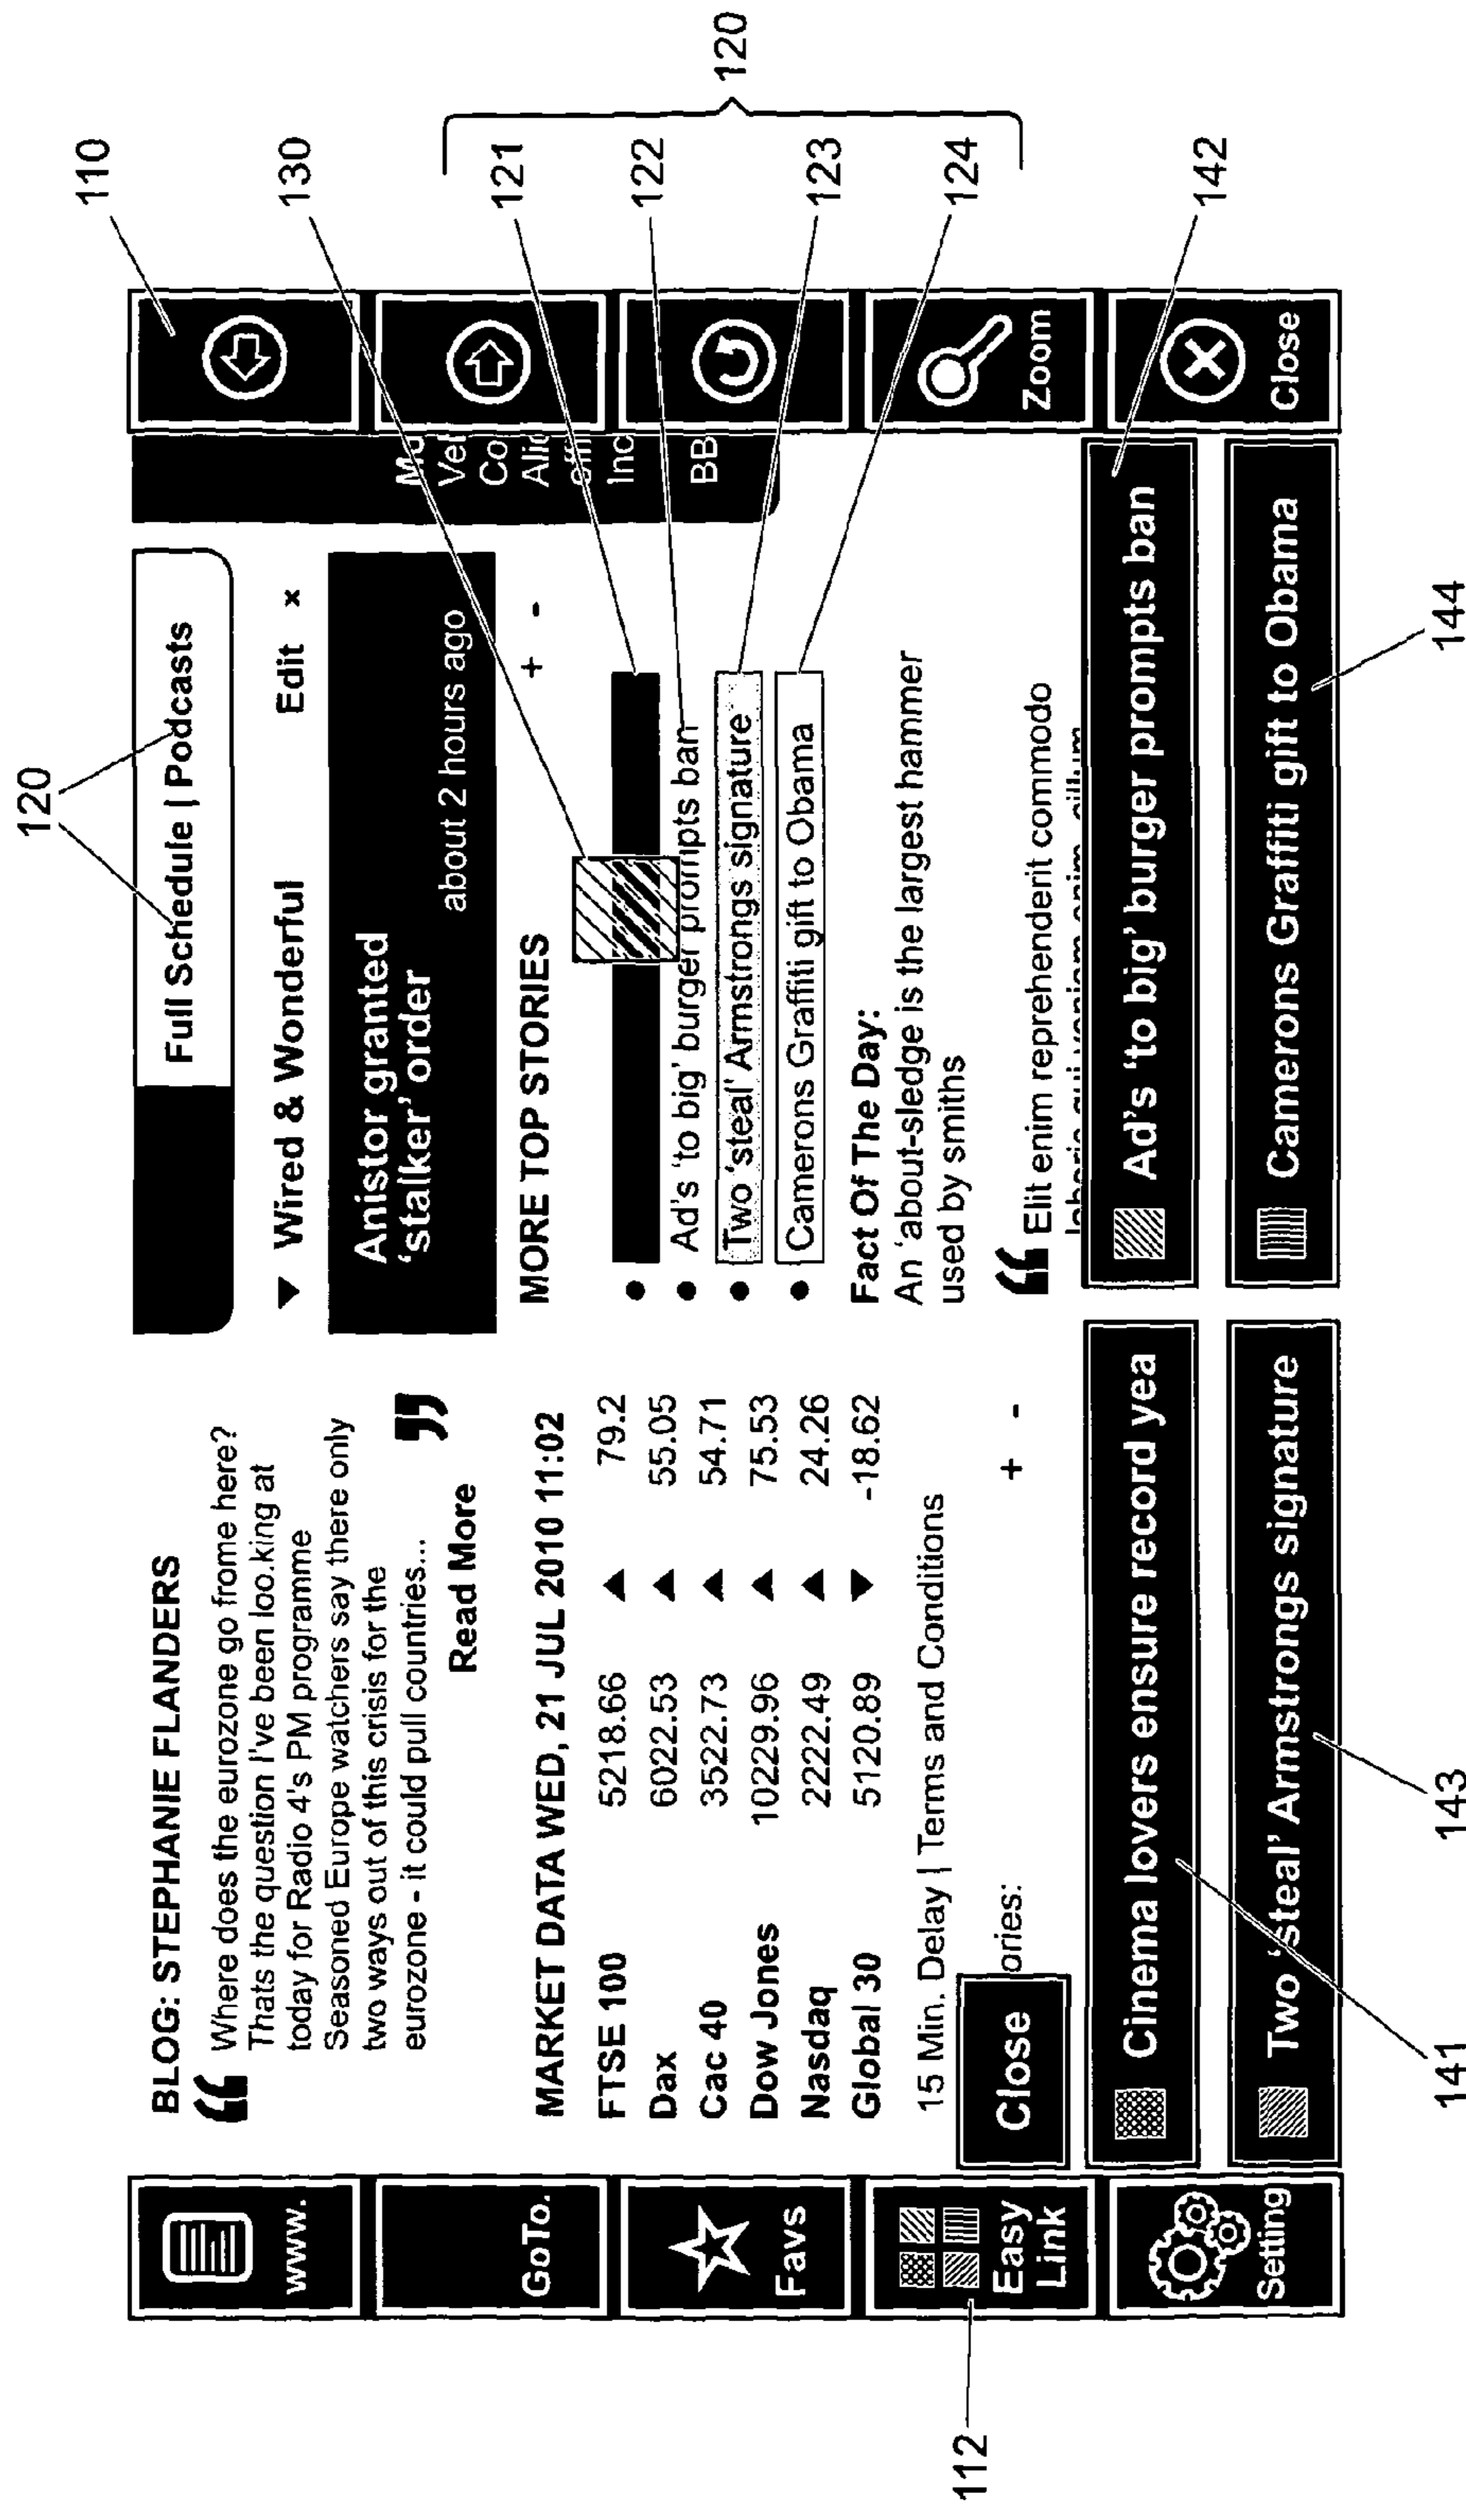 120
110
130
121
122
120
123
124
142
144
143
141
112
www.
GoTo.
Favs
Easy
Link
Setting
BLOG: STEPHANIE FLANDERS
“
Where does the eurozone go frome here?
Thats the question I've been loo.king at
today for Radio 4's PM programme
Seasoned Europe watchers say there only
two ways out of this crisis for the
eurozone - it could pull countries...
”
Read More
MARKET DATA WED, 21 JUL 2010 11:02
FTSE 100 5218.66 ▲ 79.2
Dax 6022.53 ▲ 55.05
Cac 40 3522.73 ▲ 54.71
Dow Jones 10229.96 ▲ 75.53
Nasdaq 2222.49 ▲ 24.26
Global 30 5120.89 ▼ -18.62
15 Min. Delay | Terms and Conditions
Close
ories:
+ -
Full Schedule | Podcasts
▼ Wired & Wonderful Edit ×
Anistor granted
‘stalker’ order
about 2 hours ago
MORE TOP STORIES + -
•
• Ad's ‘to big’ burger prompts ban
• Two ‘steal’ Armstrongs signature
• Camerons Graffiti gift to Obama
Fact Of The Day:
An ‘about-sledge is the largest hammer
used by smiths
“ Elit enim reprehenderit commodo
Ver
Co
Inc
BB
Zoom
Close
Cinema lovers ensure record yea
Ad's ‘to big’ burger prompts ban
Two ‘steal’ Armstrongs signature
Camerons Graffiti gift to Obama